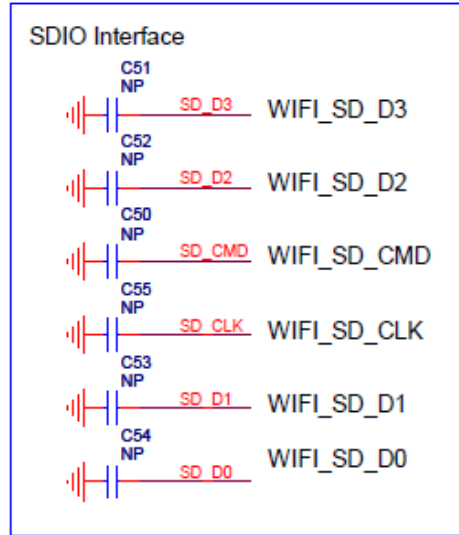 SDIO Interface
C51
NP
SD_D3 WIFI_SD_D3
C52
NP
SD_D2 WIFI_SD_D2
C50
NP
SD_CMD WIFI_SD_CMD
C55
NP
SD_CLK WIFI_SD_CLK
C53
NP
SD_D1 WIFI_SD_D1
C54
NP
SD_D0 WIFI_SD_D0